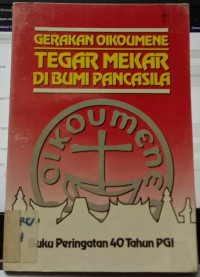 GERAKAN OIKOUMENE
TEGAR MEKAR
DI BUMI PANCASILA
OIKOUMENE
Buku Peringatan 40 Tahun PGI